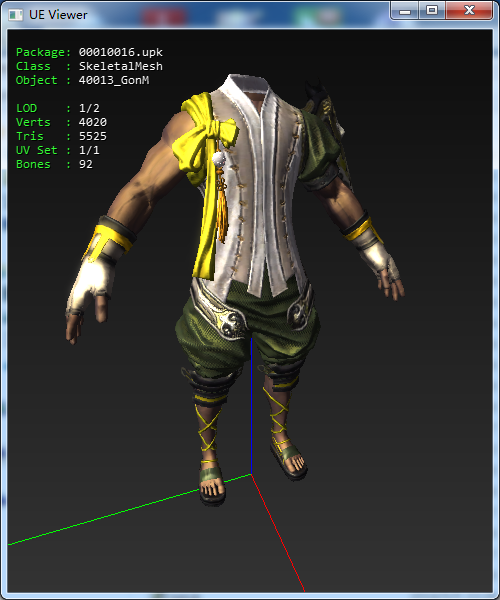 UE Viewer
Package: 00010016.upk
Class : SkeletalMesh
Object : 40013_GonM
LOD : 1/2
Verts : 4020
Tris : 5525
UV Set : 1/1
Bones : 92